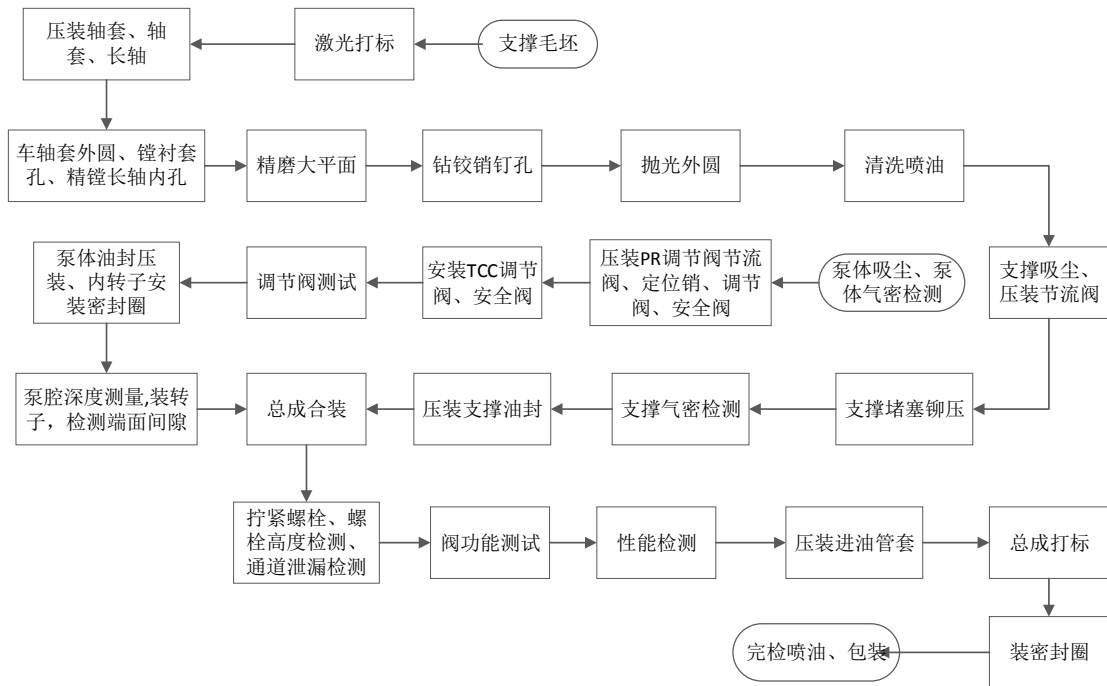 压装轴套、轴
套、长轴
激光打标
支撑毛坯
车轴套外圆、镗衬套
孔、精镗长轴内孔
精磨大平面
钻铰销钉孔
抛光外圆
清洗喷油
泵体油封压
装、内转子安
装密封圈
调节阀测试
安装TCC调节
阀、安全阀
压装PR调节阀节流
阀、定位销、调节
阀、安全阀
泵体吸尘、泵
体气密检测
支撑吸尘、
压装节流阀
泵腔深度测量,装转
子，检测端面间隙
总成合装
压装支撑油封
支撑气密检测
支撑堵塞铆压
拧紧螺栓、螺
栓高度检测、
通道泄漏检测
阀功能测试
性能检测
压装进油管套
总成打标
完检喷油、包装
装密封圈